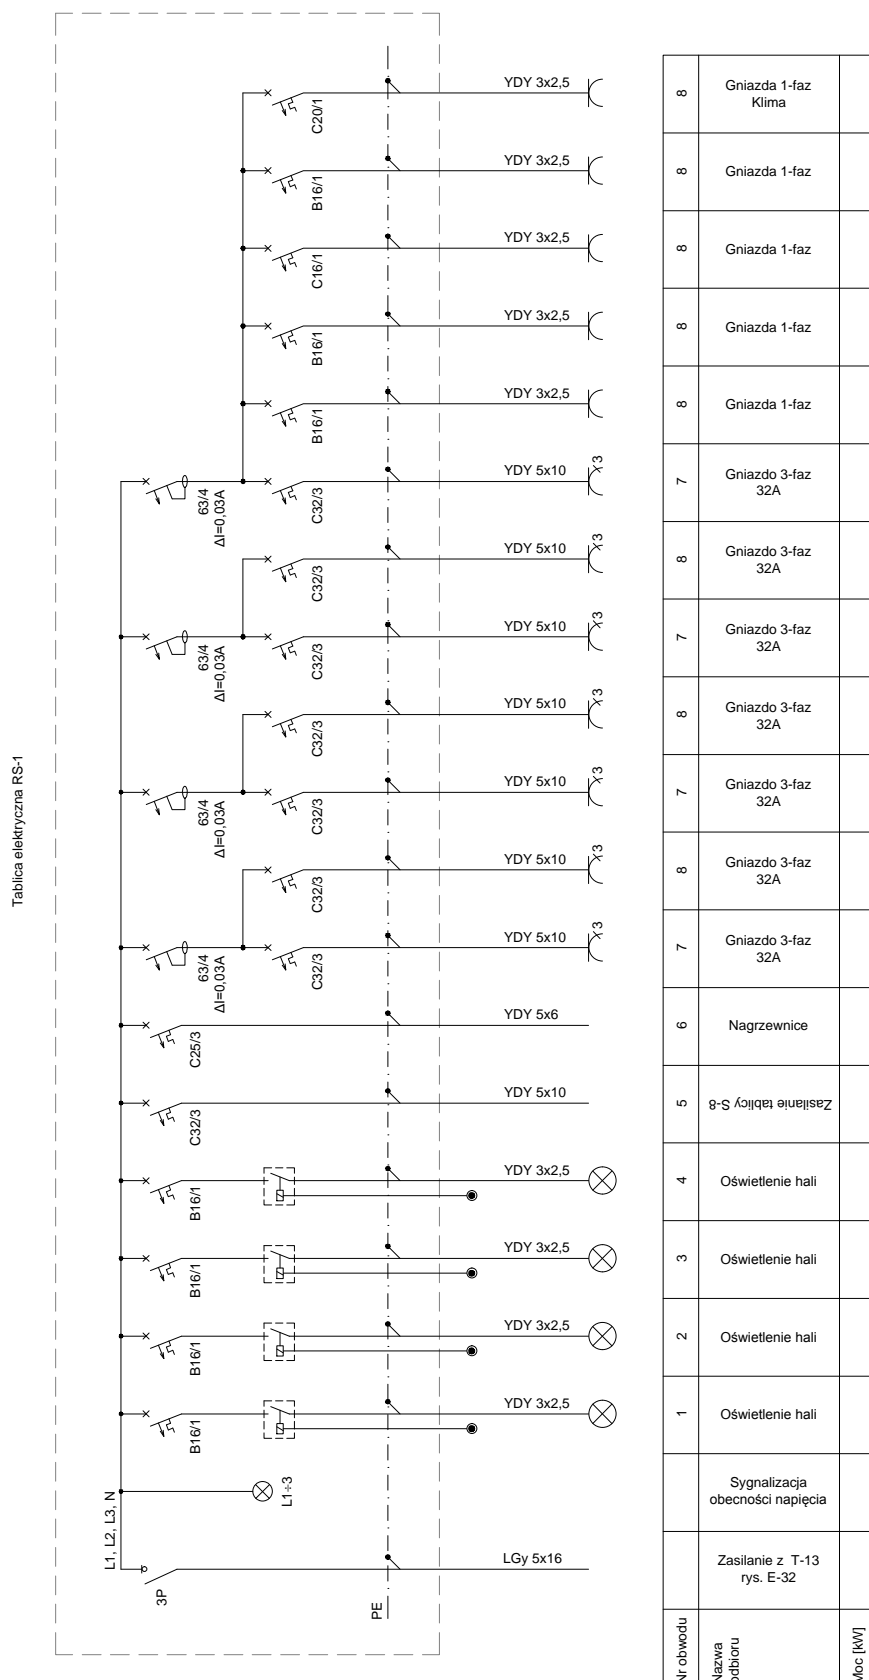 Tablica elektryczna RS-1
YDY 3x2,5
C20/1
8
Gniazda 1-faz
Klima
YDY 3x2,5
B16/1
8
Gniazda 1-faz
YDY 3x2,5
C16/1
8
Gniazda 1-faz
YDY 3x2,5
B16/1
8
Gniazda 1-faz
YDY 3x2,5
B16/1
8
Gniazda 1-faz
63/4
ΔI=0,03A
C32/3
YDY 5x10
3
7
Gniazdo 3-faz
32A
C32/3
YDY 5x10
3
8
Gniazdo 3-faz
32A
63/4
ΔI=0,03A
C32/3
YDY 5x10
3
7
Gniazdo 3-faz
32A
C32/3
YDY 5x10
3
8
Gniazdo 3-faz
32A
63/4
ΔI=0,03A
C32/3
YDY 5x10
3
7
Gniazdo 3-faz
32A
C32/3
YDY 5x10
3
8
Gniazdo 3-faz
32A
63/4
ΔI=0,03A
C32/3
YDY 5x10
3
7
Gniazdo 3-faz
32A
C25/3
YDY 5x6
6
Nagrzewnice
C32/3
YDY 5x10
5
Zasilanie tablicy S-8
B16/1
YDY 3x2,5
4
Oświetlenie hali
B16/1
YDY 3x2,5
3
Oświetlenie hali
B16/1
YDY 3x2,5
2
Oświetlenie hali
B16/1
YDY 3x2,5
1
Oświetlenie hali
L1÷3
Sygnalizacja
obecności napięcia
L1, L2, L3, N
3P
LGy 5x16
Zasilanie z T-13
rys. E-32
PE
Nr obwodu
Nazwa
odbioru
Moc [kW]